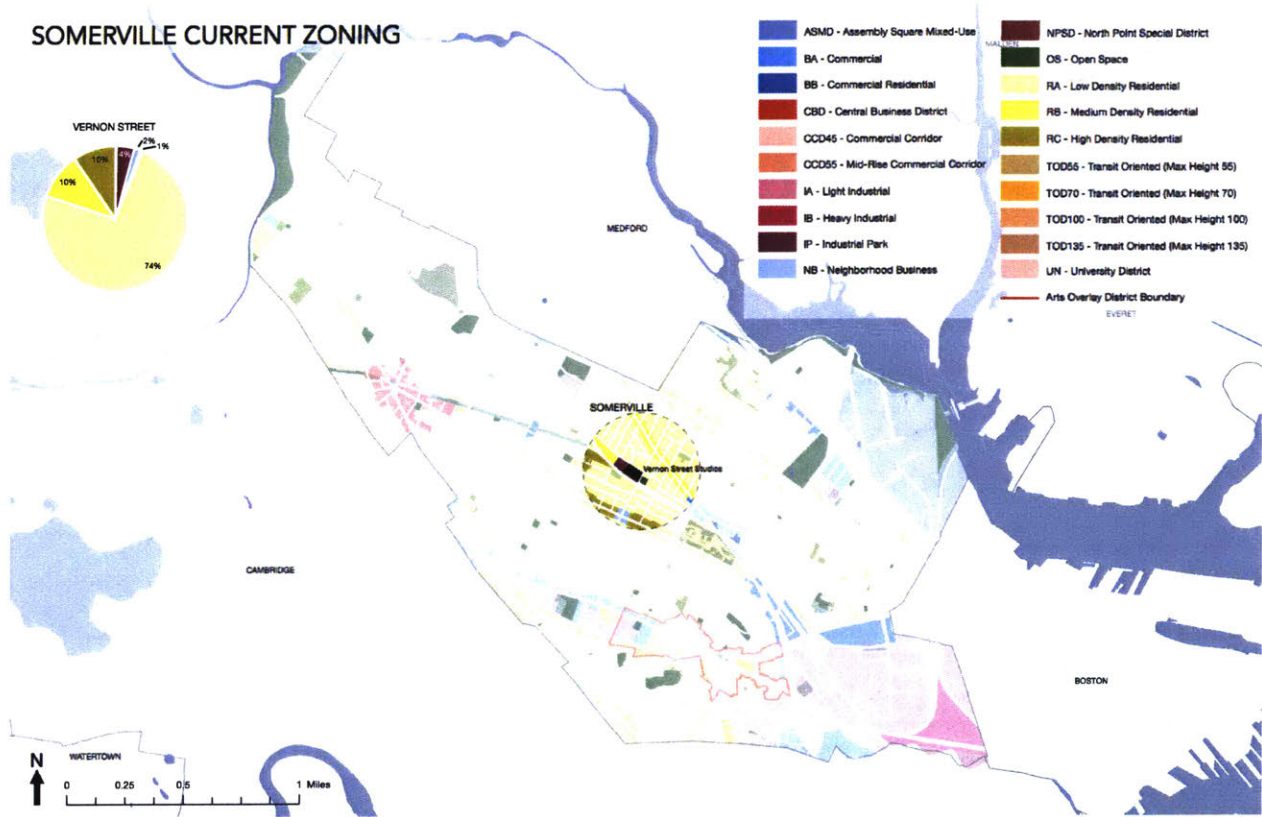 SOMERVILLE CURRENT ZONING
VERNON STREET
10%
4%
2%
1%
10%
74%
ASMD - Assembly Square Mixed-Use
BA - Commercial
BB - Commercial Residential
CBD - Central Business District
CCD45 - Commercial Corridor
CCD55 - Mid-Rise Commercial Corridor
IA - Light Industrial
IB - Heavy Industrial
IP - Industrial Park
NB - Neighborhood Business
NPSD - North Point Special District
MALDEN
OS - Open Space
RA - Low Density Residential
RB - Medium Density Residential
RC - High Density Residential
TOD55 - Transit Oriented (Max Height 55)
TOD70 - Transit Oriented (Max Height 70)
TOD100 - Transit Oriented (Max Height 100)
TOD135 - Transit Oriented (Max Height 135)
UN - University District
Arts Overlay District Boundary
EVERET
MEDFORD
SOMERVILLE
Vernon Street Studios
CAMBRIDGE
BOSTON
WATERTOWN
N
0 0.25 0.5 1 Miles